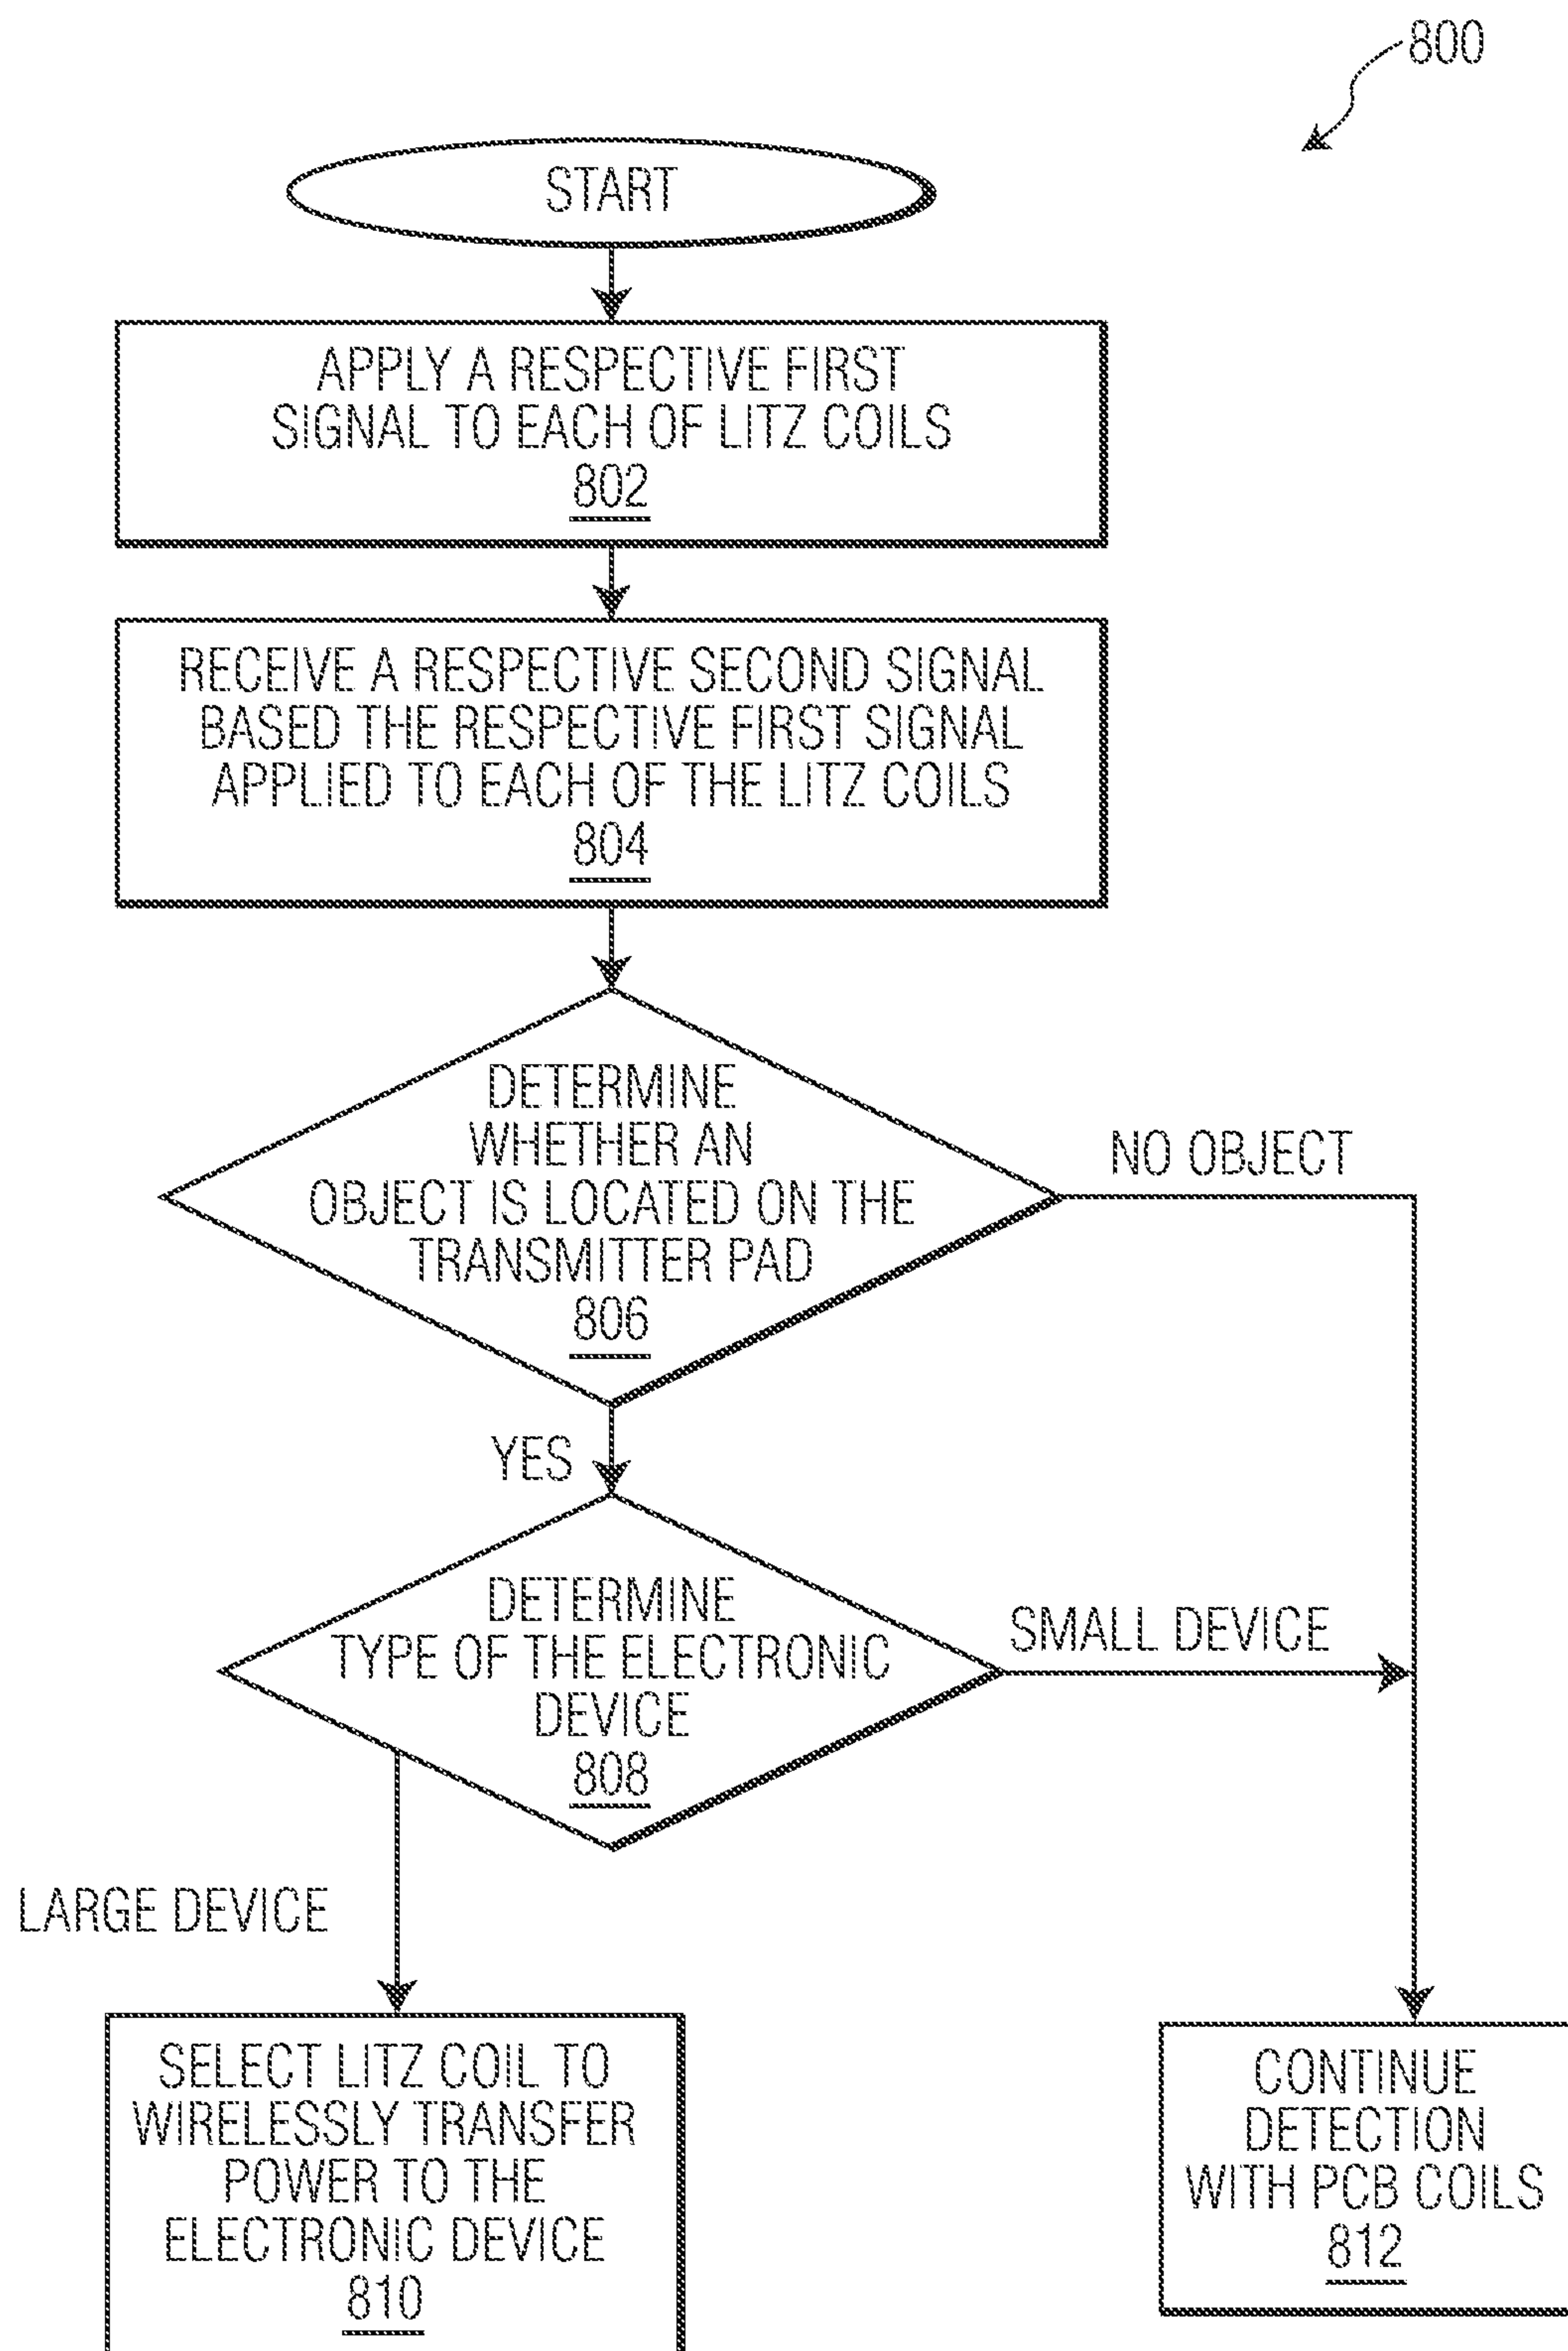 800
START
APPLY A RESPECTIVE FIRST
SIGNAL TO EACH OF LITZ COILS
802
RECEIVE A RESPECTIVE SECOND SIGNAL
BASED THE RESPECTIVE FIRST SIGNAL
APPLIED TO EACH OF THE LITZ COILS
804
DETERMINE
WHETHER AN
OBJECT IS LOCATED ON THE
TRANSMITTER PAD
806
NO OBJECT
YES
DETERMINE
TYPE OF THE ELECTRONIC
DEVICE
808
SMALL DEVICE
LARGE DEVICE
SELECT LITZ COIL TO
WIRELESSLY TRANSFER
POWER TO THE
ELECTRONIC DEVICE
810
CONTINUE
DETECTION
WITH PCB COILS
812